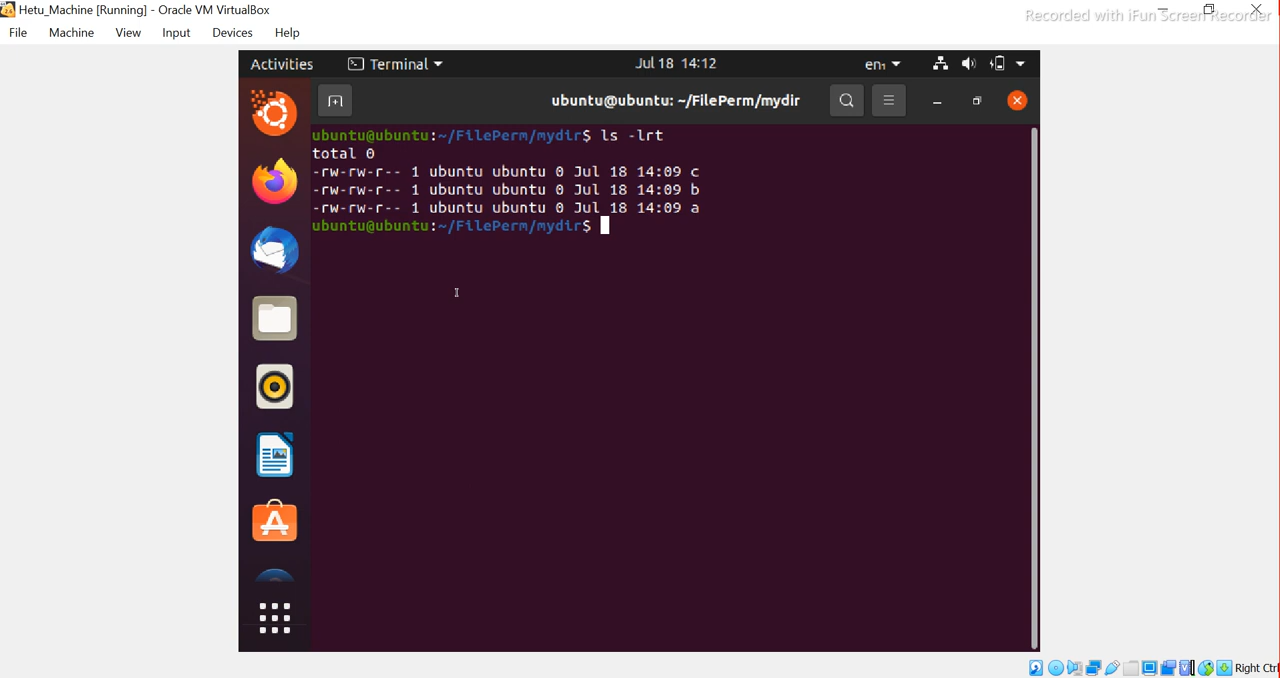 Hetu_Machine [Running] - Oracle VM VirtualBox
Recorded with iFun Screen Recorder
File Machine View Input Devices Help
Activities Terminal Jul 18 14:12 en₁
ubuntu@ubuntu: ~/FilePerm/mydir
ubuntu@ubuntu:~/FilePerm/mydir$ ls -lrt
total 0
-rw-rw-r-- 1 ubuntu ubuntu 0 Jul 18 14:09 c
-rw-rw-r-- 1 ubuntu ubuntu 0 Jul 18 14:09 b
-rw-rw-r-- 1 ubuntu ubuntu 0 Jul 18 14:09 a
ubuntu@ubuntu:~/FilePerm/mydir$
Right Ctrl